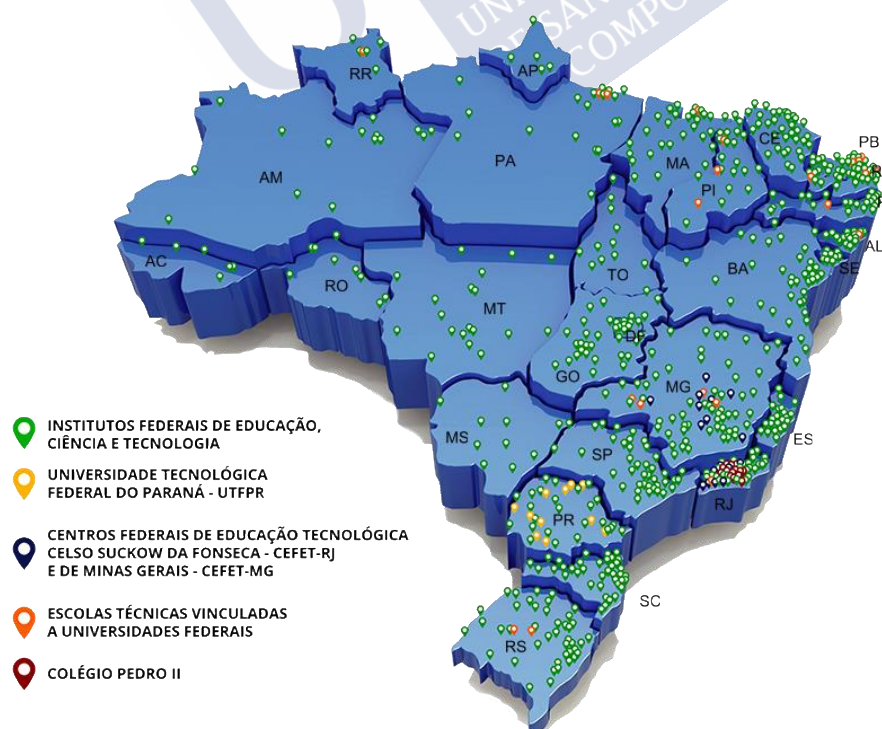 UNI
SAN
COMPO
RR
AP
AM
PA
MA
CE
PB
PI
AL
AC
RO
TO
BA
SE
MT
DF
GO
MG
MS
ES
SP
RJ
PR
SC
RS
INSTITUTOS FEDERAIS DE EDUCAÇÃO,
CIÊNCIA E TECNOLOGIA
UNIVERSIDADE TECNOLÓGICA
FEDERAL DO PARANÁ - UTFPR
CENTROS FEDERAIS DE EDUCAÇÃO TECNOLÓGICA
CELSO SUCKOW DA FONSECA - CEFET-RJ
E DE MINAS GERAIS - CEFET-MG
ESCOLAS TÉCNICAS VINCULADAS
A UNIVERSIDADES FEDERAIS
COLÉGIO PEDRO II